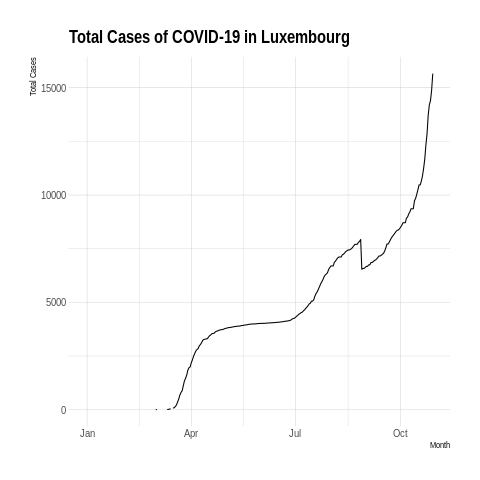 Total Cases of COVID-19 in Luxembourg
Total Cases
15000
10000
5000
0
Jan Apr Jul Oct
Month